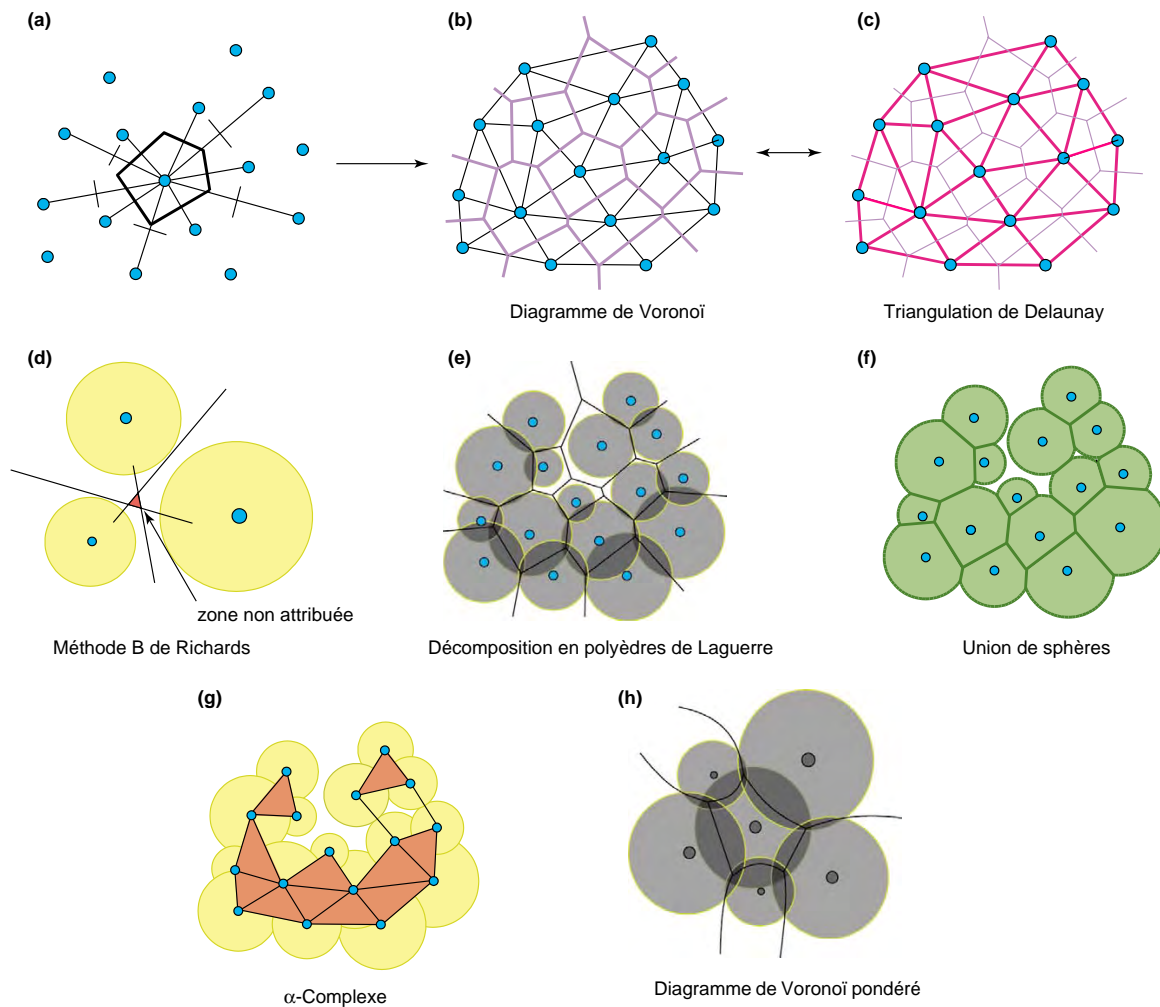 (a)
(b)
(c)
Diagramme de Voronoï
Triangulation de Delaunay
(d)
(e)
(f)
zone non attribuée
Méthode B de Richards
Décomposition en polyèdres de Laguerre
Union de sphères
(g)
(h)
α-Complexe
Diagramme de Voronoï pondéré